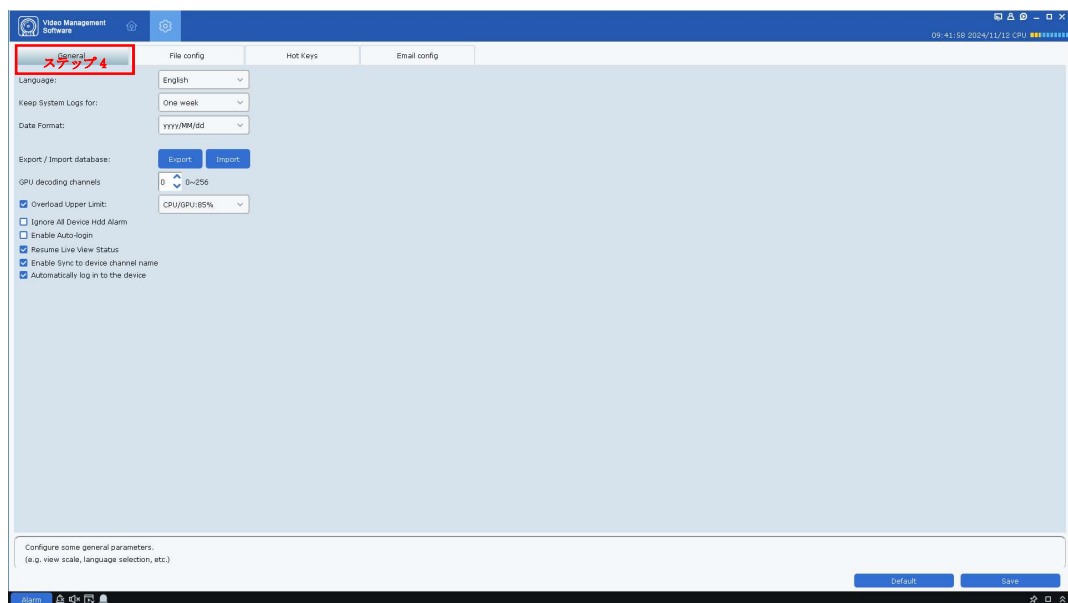 Video Management
Software
09:41:58 2024/11/12 CPU
General
ステップ 4
File config
Hot Keys
Email config
Language:
English
Keep System Logs for:
One week
Date Format:
yyyy/MM/dd
Export / Import database:
Export
Import
GPU decoding channels
0
0~256
Overload Upper Limit:
CPU/GPU:85%
Ignore All Device Hdd Alarm
Enable Auto-login
Resume Live View Status
Enable Sync to device channel name
Automatically log in to the device
Configure some general parameters.
(e.g. view scale, language selection, etc.)
Default
Save
Alarm